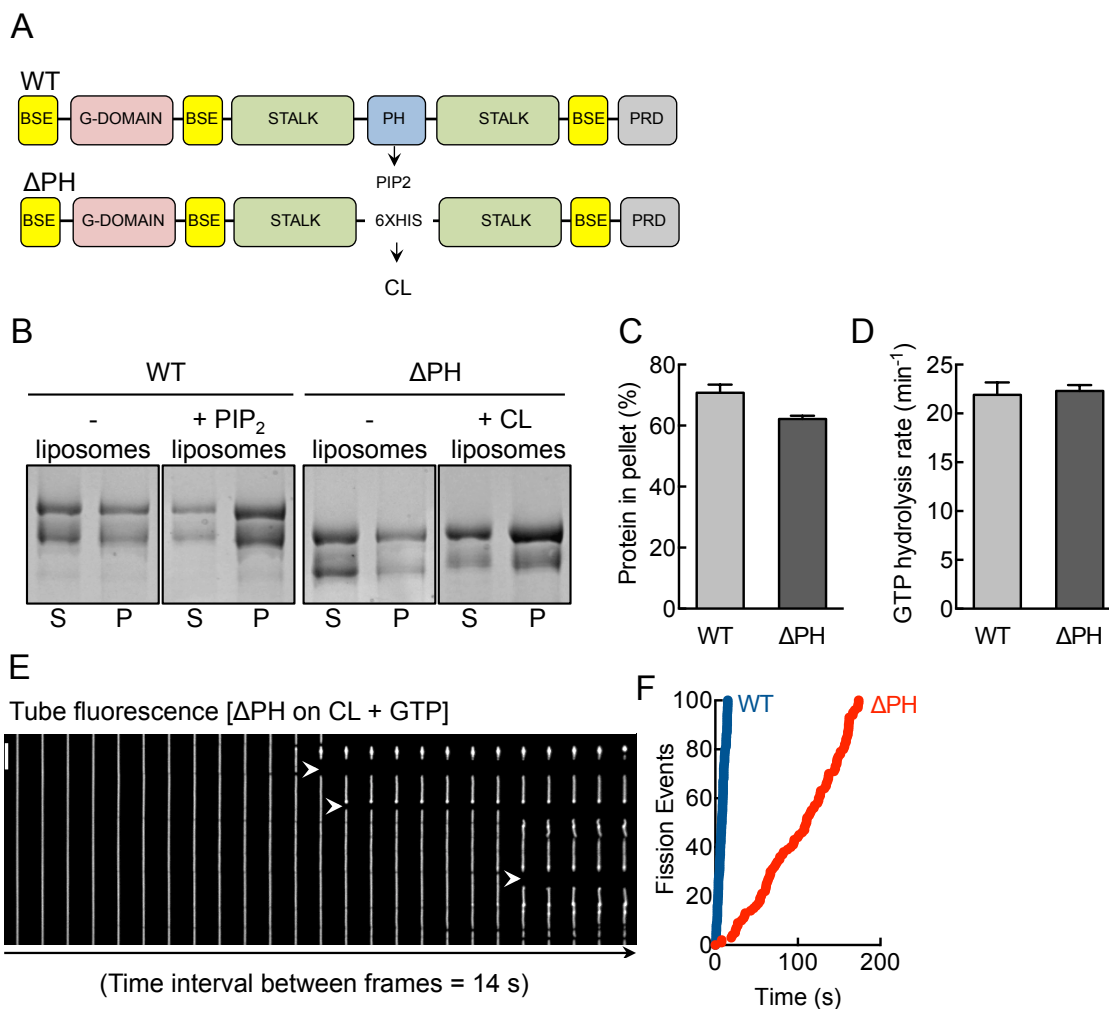 A
WT
BSE G-DOMAIN BSE STALK PH STALK BSE PRD
PIP2
ΔPH
BSE G-DOMAIN BSE STALK 6XHIS STALK BSE PRD
CL
B
WT ΔPH
- + PIP2 - + CL
liposomes liposomes liposomes liposomes
S P S P S P S P
C
Protein in pellet (%)
80
60
40
20
0
WT ΔPH
D
GTP hydrolysis rate (min-1)
25
20
15
10
5
0
WT ΔPH
E
Tube fluorescence [ΔPH on CL + GTP]
(Time interval between frames = 14 s)
F
Fission Events
100
80
60
40
20
0
WT
ΔPH
0 100 200
Time (s)